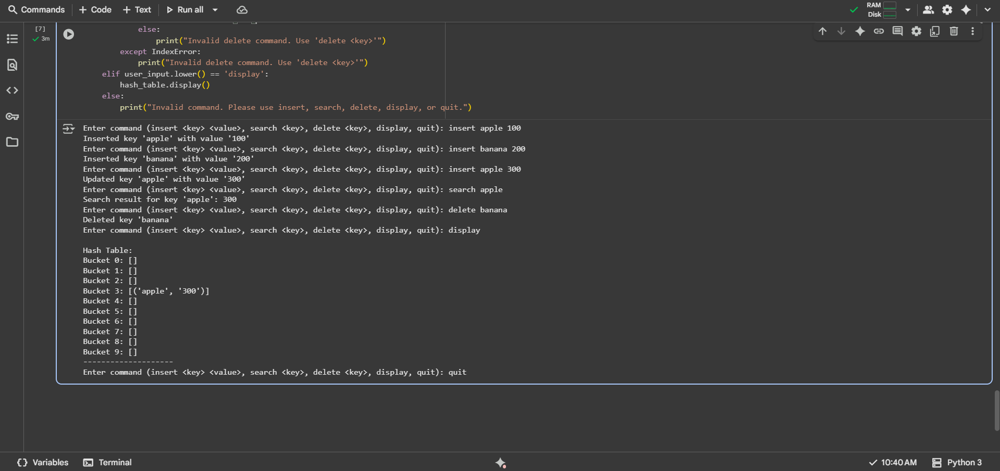 Commands + Code + Text Run all
RAM
Disk
[7]
3m
else:
print("Invalid delete command. Use 'delete <key>'")
except IndexError:
print("Invalid delete command. Use 'delete <key>'")
elif user_input.lower() == 'display':
hash_table.display()
else:
print("Invalid command. Please use insert, search, delete, display, or quit.")
Enter command (insert <key> <value>, search <key>, delete <key>, display, quit): insert apple 100
Inserted key 'apple' with value '100'
Enter command (insert <key> <value>, search <key>, delete <key>, display, quit): insert banana 200
Inserted key 'banana' with value '200'
Enter command (insert <key> <value>, search <key>, delete <key>, display, quit): insert apple 300
Updated key 'apple' with value '300'
Enter command (insert <key> <value>, search <key>, delete <key>, display, quit): search apple
Search result for key 'apple': 300
Enter command (insert <key> <value>, search <key>, delete <key>, display, quit): delete banana
Deleted key 'banana'
Enter command (insert <key> <value>, search <key>, delete <key>, display, quit): display
Hash Table:
Bucket 0: []
Bucket 1: []
Bucket 2: []
Bucket 3: [('apple', '300')]
Bucket 4: []
Bucket 5: []
Bucket 6: []
Bucket 7: []
Bucket 8: []
Bucket 9: []
--------------------
Enter command (insert <key> <value>, search <key>, delete <key>, display, quit): quit
Variables Terminal 10:40 AM Python 3